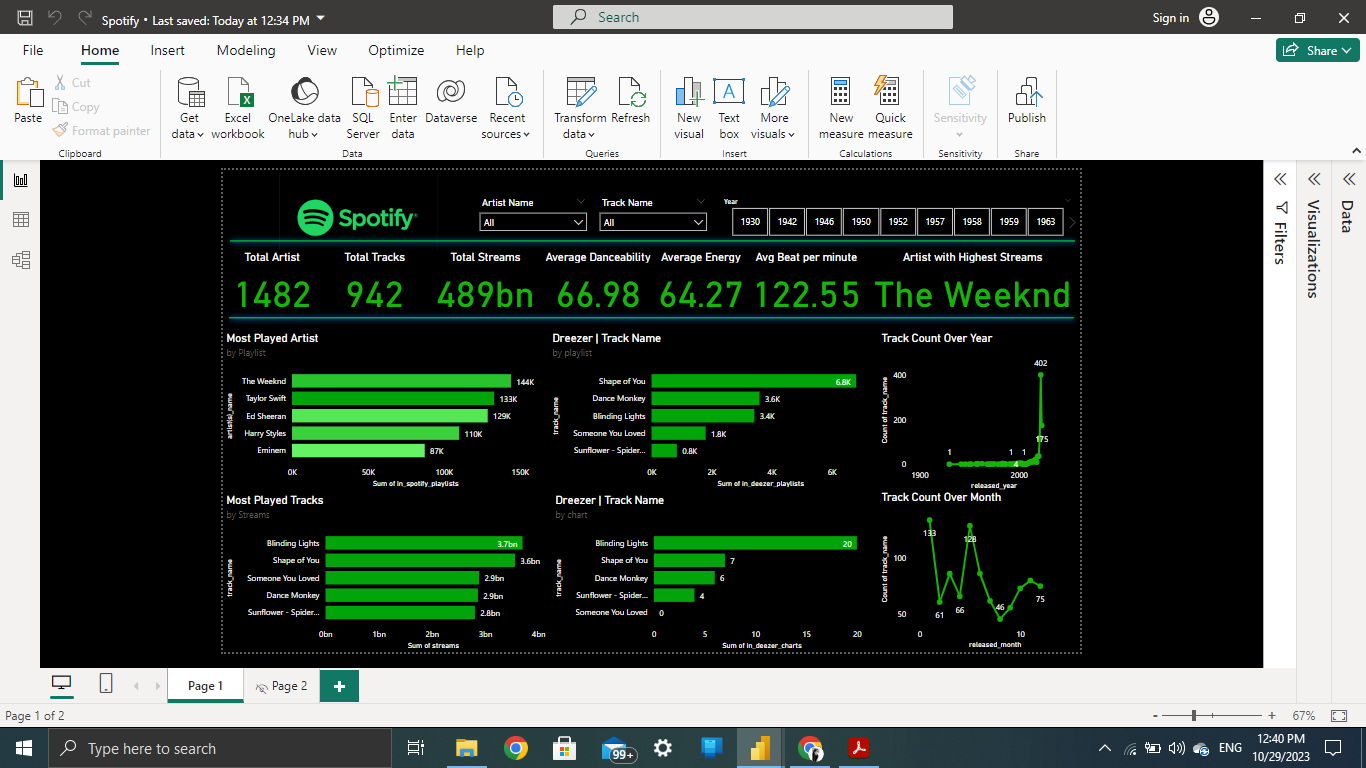 Spotify • Last saved: Today at 12:34 PM
Search
Sign in
File Home Insert Modeling View Optimize Help
Share
Paste
Cut
Copy
Format painter
Clipboard
Get data
Excel workbook
OneLake data hub
SQL Server
Enter data
Dataverse
Recent sources
Data
Transform data
Refresh
Queries
New visual
Text box
More visuals
Insert
New measure
Quick measure
Calculations
Sensitivity
Sensitivity
Publish
Share
Spotify
Artist Name
All
Track Name
All
Year
1930 1942 1946 1950 1952 1957 1958 1959 1963
Total Artist
1482
Total Tracks
942
Total Streams
489bn
Average Danceability
66.98
Average Energy
64.27
Avg Beat per minute
122.55
Artist with Highest Streams
The Weeknd
Most Played Artist
by Playlist
artist(s)_name
The Weeknd 144K
Taylor Swift 133K
Ed Sheeran 129K
Harry Styles 110K
Eminem 87K
0K 50K 100K 150K
Sum of in_spotify_playlists
Dreezer | Track Name
by playlist
track_name
Shape of You 6.8K
Dance Monkey 3.6K
Blinding Lights 3.4K
Someone You Loved 1.8K
Sunflower - Spider... 0.8K
0K 2K 4K 6K
Sum of in_deezer_playlists
Track Count Over Year
Count of track_name
402
400
200
175
1 1 1
0
4
1900 2000
released_year
Most Played Tracks
by Streams
track_name
Blinding Lights 3.7bn
Shape of You 3.6bn
Someone You Loved 2.9bn
Dance Monkey 2.9bn
Sunflower - Spider... 2.8bn
0bn 1bn 2bn 3bn 4bn
Sum of streams
Dreezer | Track Name
by chart
track_name
Blinding Lights 20
Shape of You 7
Dance Monkey 6
Sunflower - Spider... 4
Someone You Loved 0
0 5 10 15 20
Sum of in_deezer_charts
Track Count Over Month
Count of track_name
133 128
100
61 66 46 75
50
0 10
released_month
Filters
Visualizations
Data
Page 1
Page 2
Page 1 of 2
- + 67%
Type here to search
99+
ENG
12:40 PM
10/29/2023